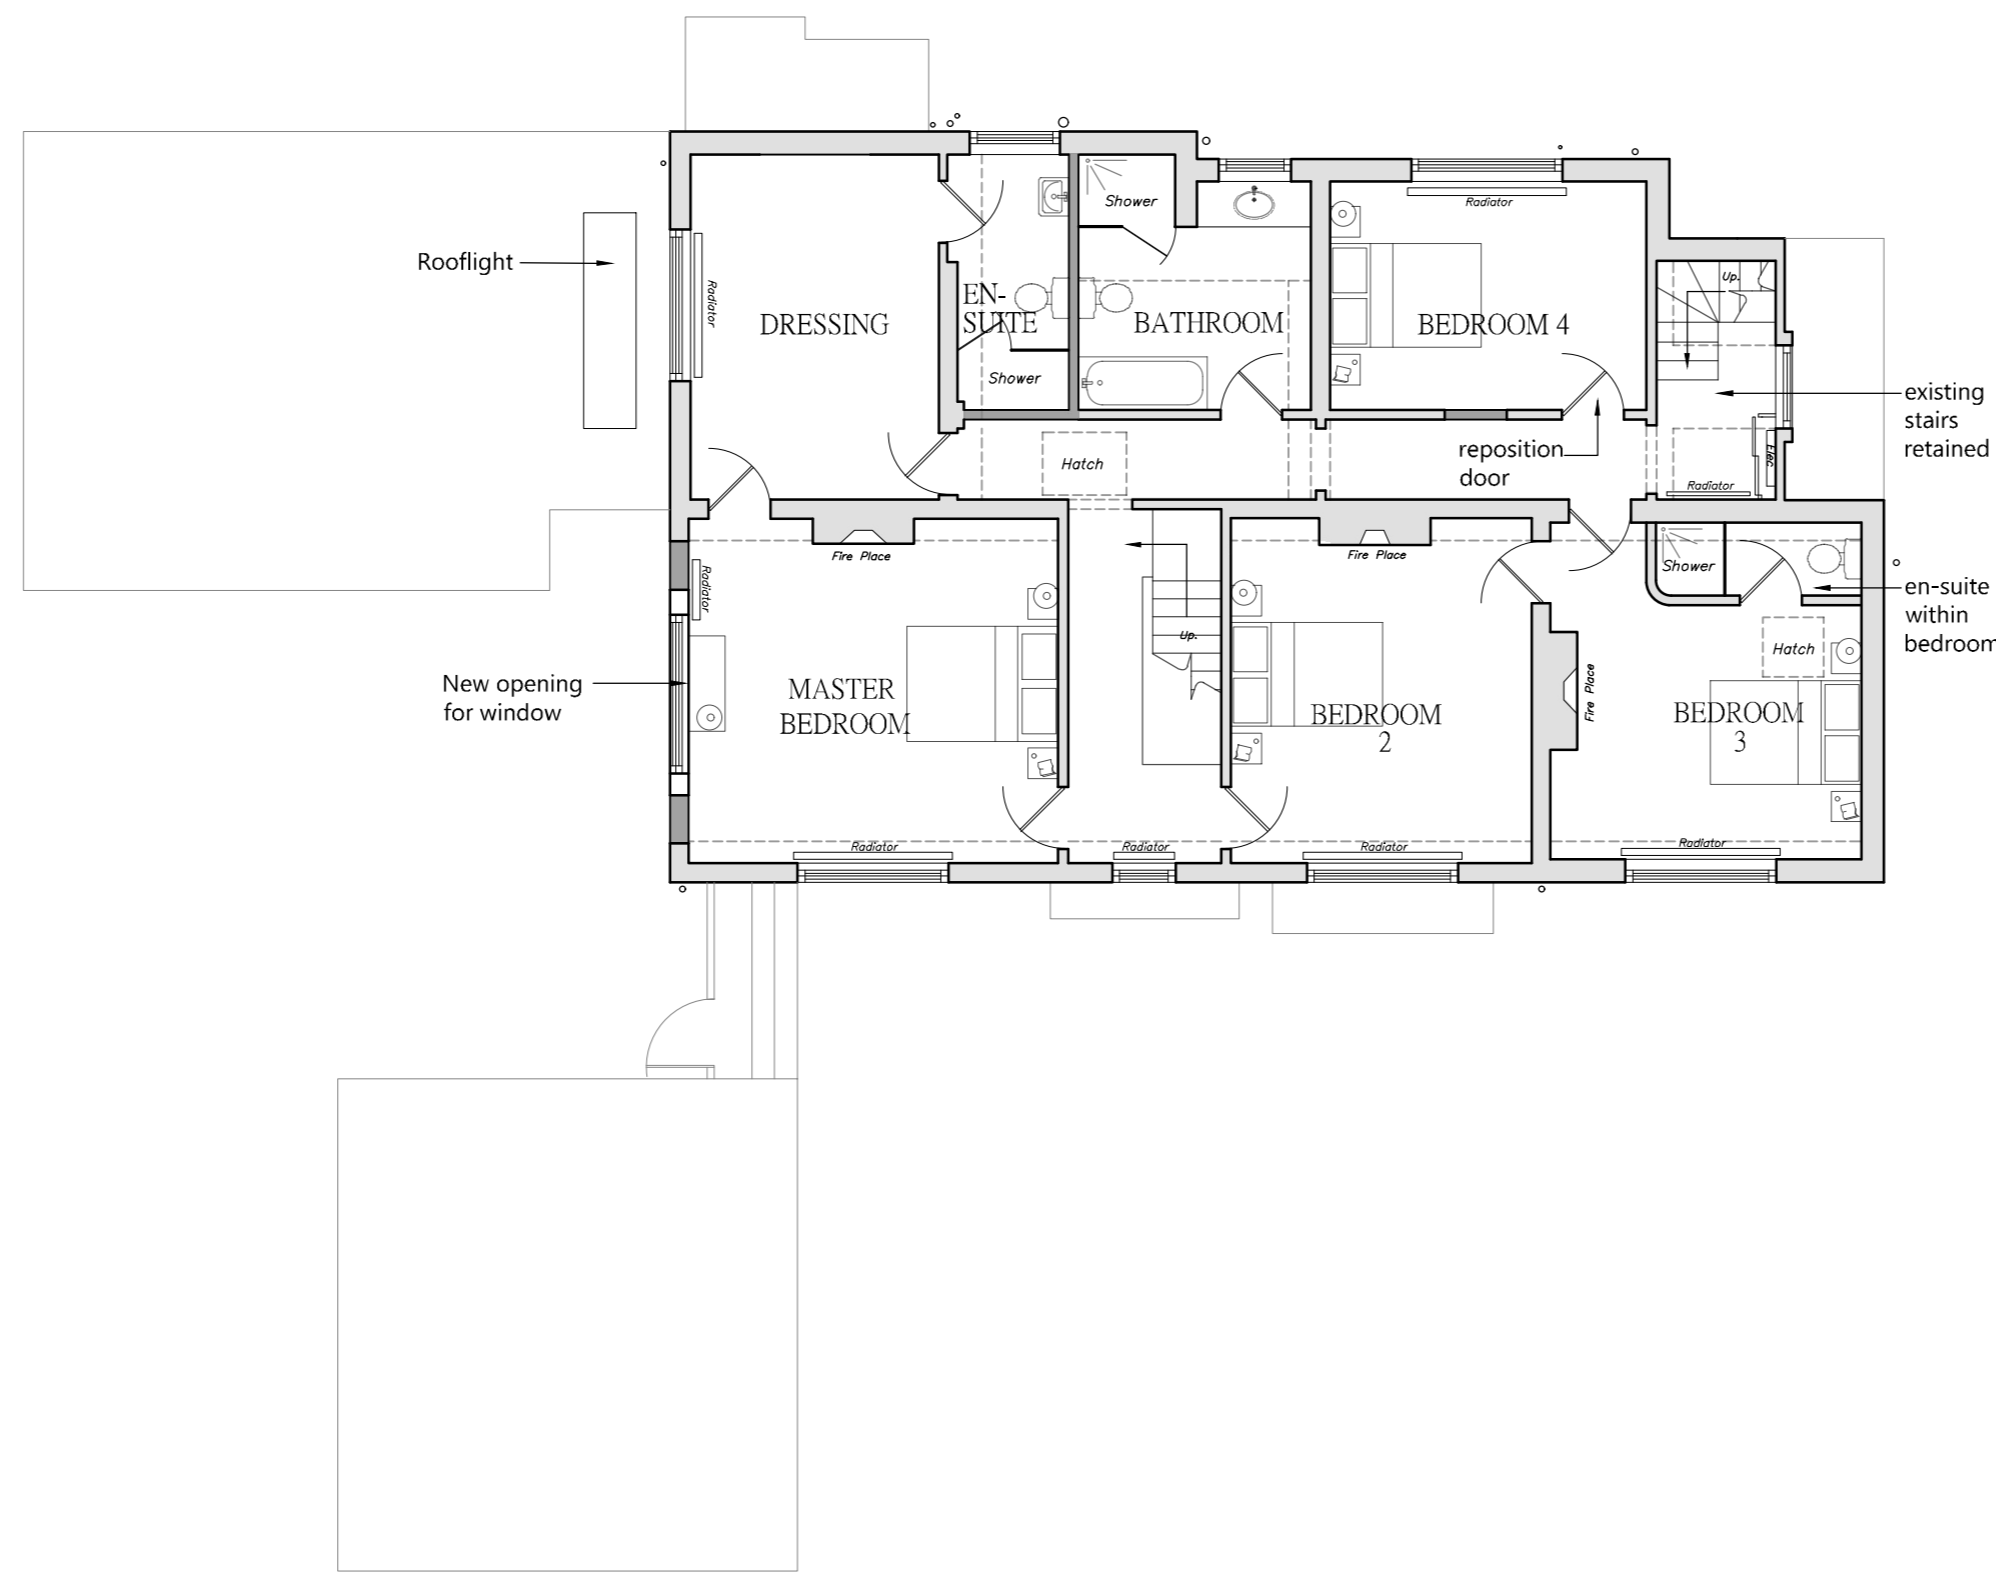 Shower
Radiator
Rooflight
Radiator
DRESSING
EN-
SUITE
BATHROOM
BEDROOM 4
Up.
Shower
existing
stairs
retained
reposition
door
Hatch
Elec
Radiator
Fire Place
Fire Place
Radiator
Shower
en-suite
within
bedroom
Up.
Hatch
New opening
for window
MASTER
BEDROOM
BEDROOM
2
Fire Place
BEDROOM
3
Radiator
Radiator
Radiator
Radiator